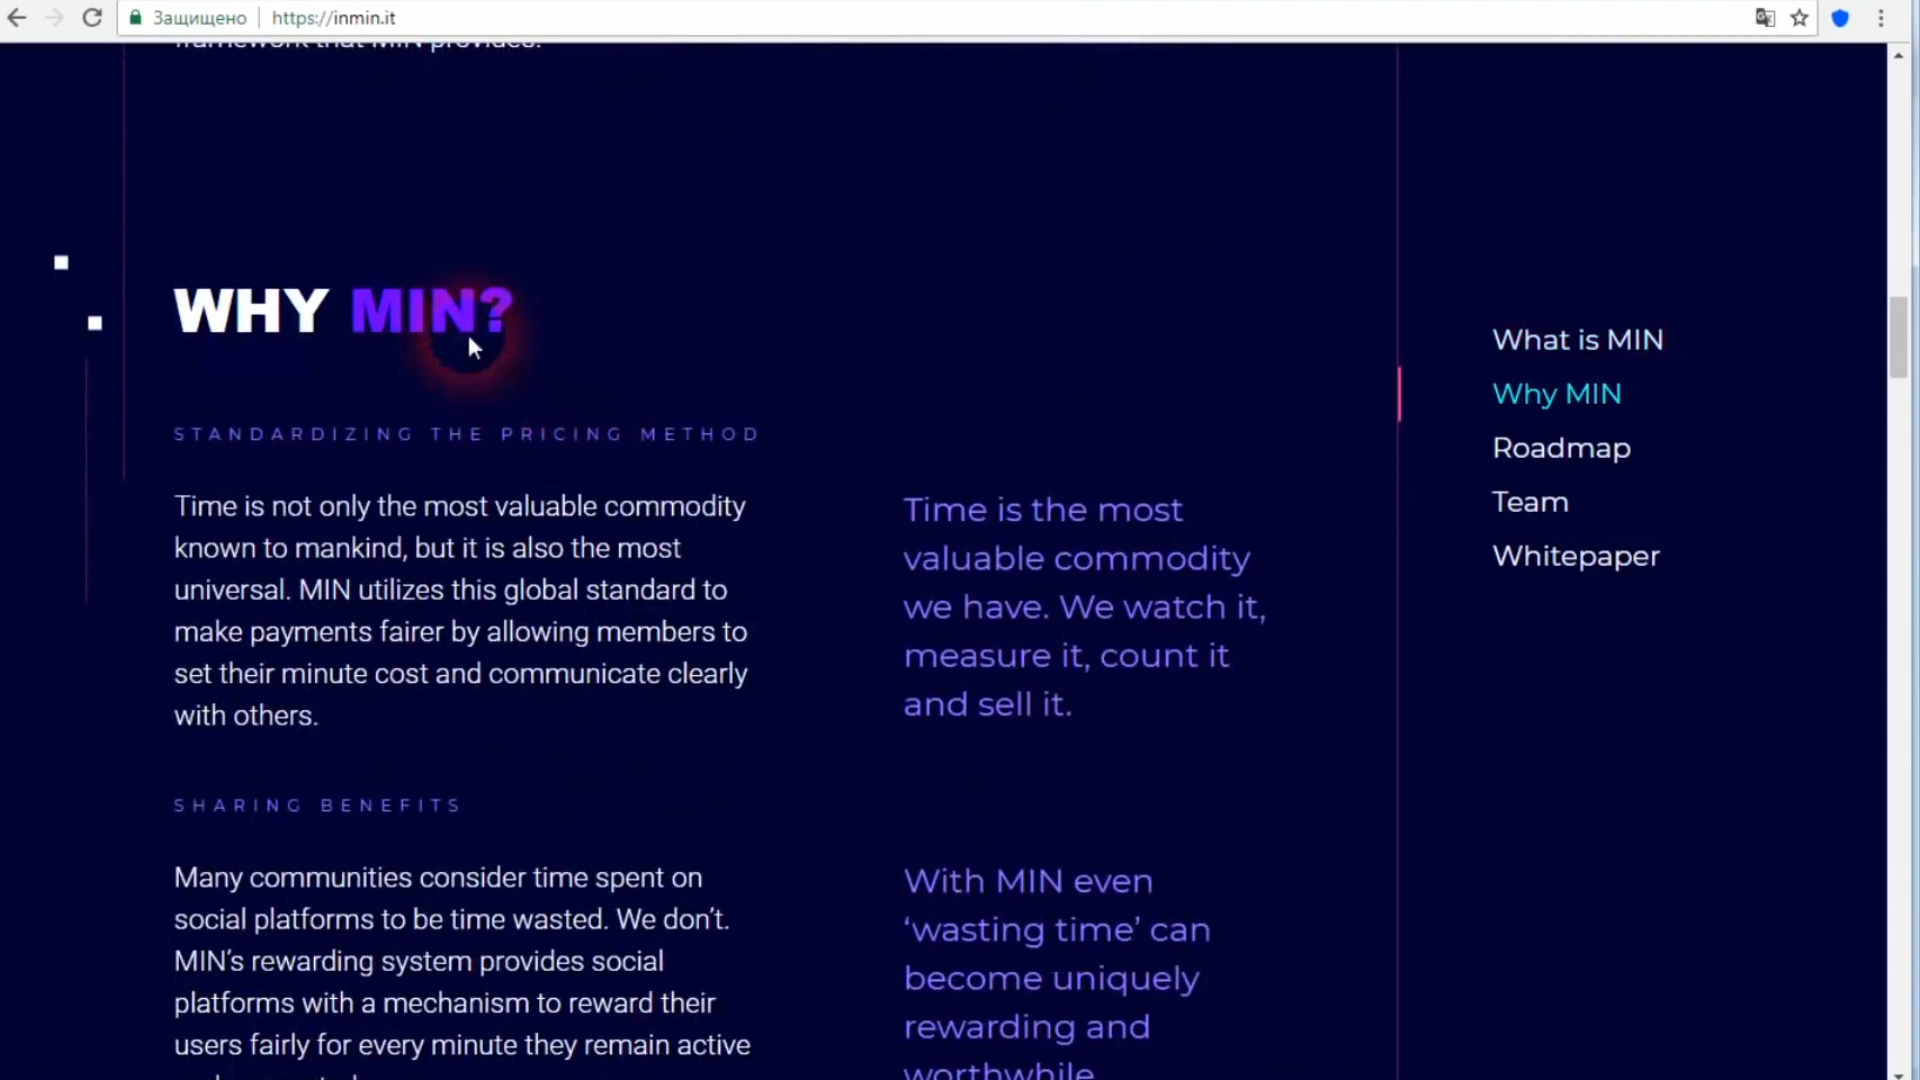 Защищено
https://inmin.it
framework that MIN provides.
WHY MIN?
STANDARDIZING THE PRICING METHOD
Time is not only the most valuable commodity
known to mankind, but it is also the most
universal. MIN utilizes this global standard to
make payments fairer by allowing members to
set their minute cost and communicate clearly
with others.
Time is the most
valuable commodity
we have. We watch it,
measure it, count it
and sell it.
SHARING BENEFITS
Many communities consider time spent on
social platforms to be time wasted. We don’t.
MIN’s rewarding system provides social
platforms with a mechanism to reward their
users fairly for every minute they remain active
With MIN even
‘wasting time’ can
become uniquely
rewarding and
worthwhile
What is MIN
Why MIN
Roadmap
Team
Whitepaper